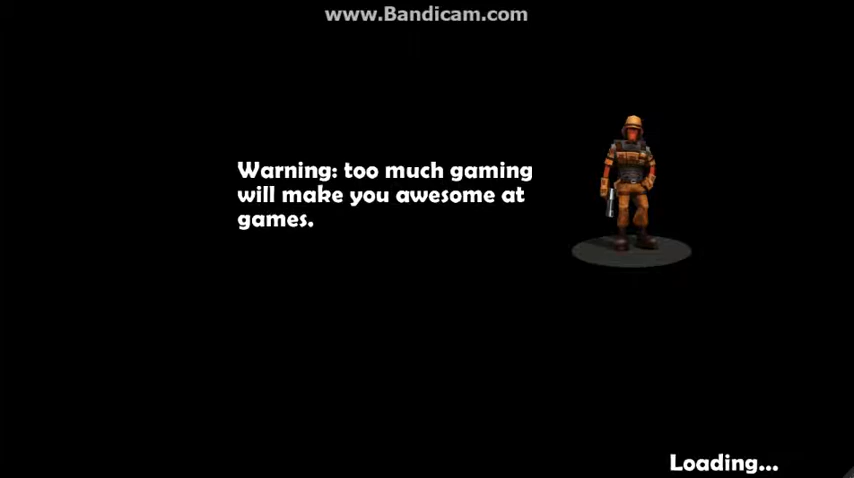 www.Bandicam.com
Warning: too much gaming
will make you awesome at
games.
Loading...